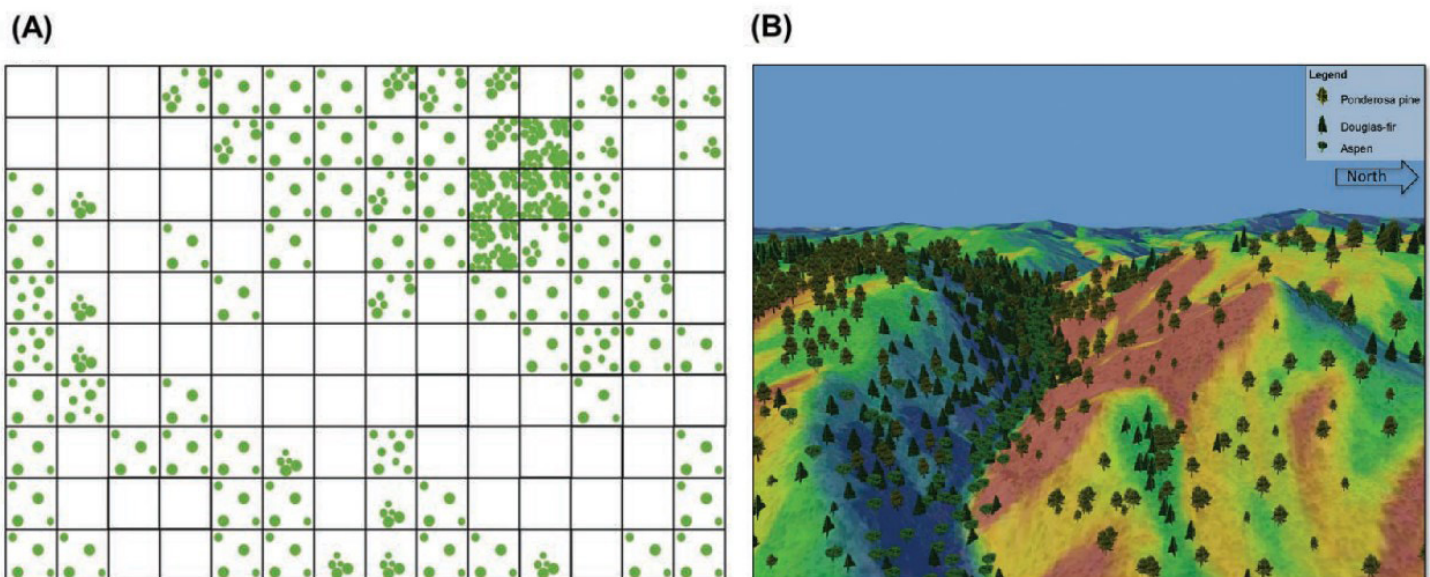 (A)
(B)
Legend
Ponderosa pine
Douglas-fir
Aspen
North